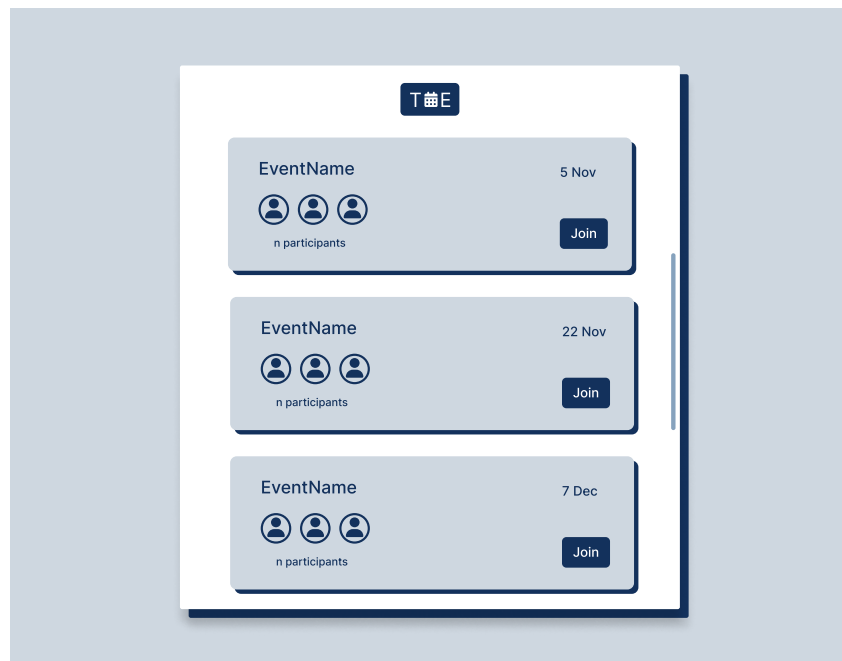 T E
EventName
5 Nov
n participants
Join
EventName
22 Nov
n participants
Join
EventName
7 Dec
n participants
Join